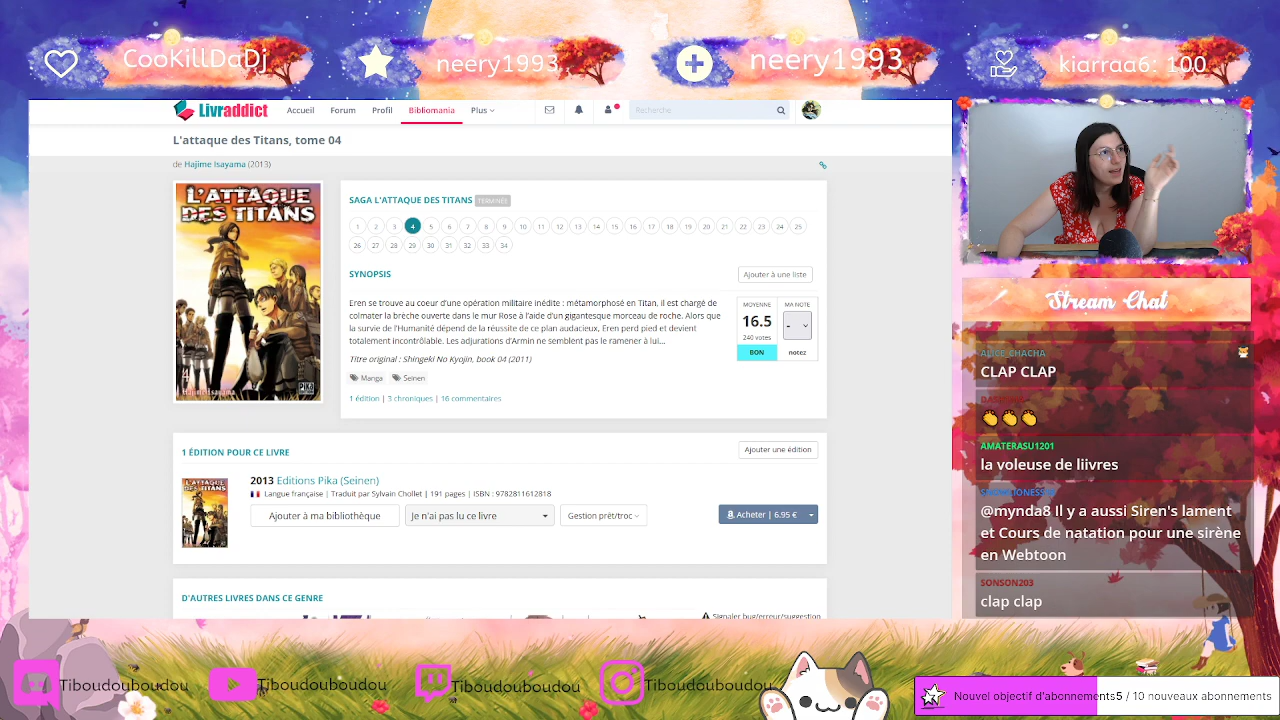 CooKillDaDj
neery1993
neery1993
kiarraa6: 100
Livraddict
Accueil
Forum
Profil
Bibliomania
Plus
Recherche
L'attaque des Titans, tome 04
de Hajime Isayama (2013)
L'ATTAQUE
DES TITANS
4
Hajime Isayama
PIKA
SAGA L'ATTAQUE DES TITANS TERMINÉE
1 2 3 4 5 6 7 8 9 10 11 12 13 14 15 16 17 18 19 20 21 22 23 24 25
26 27 28 29 30 31 32 33 34
SYNOPSIS
Ajouter à une liste
Eren se trouve au coeur d'une opération militaire inédite : métamorphosé en Titan, il est chargé de
reboucher la brèche dans le mur Rose à l'aide d'un gigantesque morceau de roche. Alors que
la survie de l'Humanité dépend de la réussite de ce plan audacieux, Eren perd pied et devient
totalement incontrôlable. Les adjurations d'Armin ne semblent pas le ramener à lui...
Titre original : Shingeki No Kyojin, book 04 (2011)
MOYENNE
16.5
240 votes
BON
MA NOTE
-
notez
Manga
Seinen
1 édition | 3 chroniques | 16 commentaires
1 ÉDITION POUR CE LIVRE
Ajouter une édition
L'ATTAQUE
DES TITANS
2013 Editions Pika (Seinen)
Langue française | Traduit par Sylvain Chollet | 191 pages | ISBN : 9782811612818
Ajouter à ma bibliothèque
Je n'ai pas lu ce livre
Gestion prêt/troc
Acheter | 6.95 €
D'AUTRES LIVRES DANS CE GENRE
Signaler bug/erreur/suggestion
Stream Chat
ALICE_CHACHA
CLAP CLAP
👏👏👏
AMATERASU1201
la voleuse de liivres
@mynda8 Il y a aussi Siren's lament
et Cours de natation pour une sirène
en Webtoon
SONSON203
clap clap
Tiboudouboudou
Tiboudouboudou
Tiboudouboudou
Tiboudouboudou
Nouvel objectif d'abonnements5 / 10 nouveaux abonnements